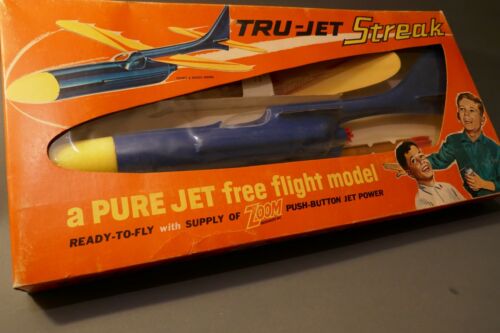 TRU-JET Streak
a PURE JET free flight model
READY-TO-FLY with SUPPLY OF ZOOM PUSH-BUTTON JET POWER